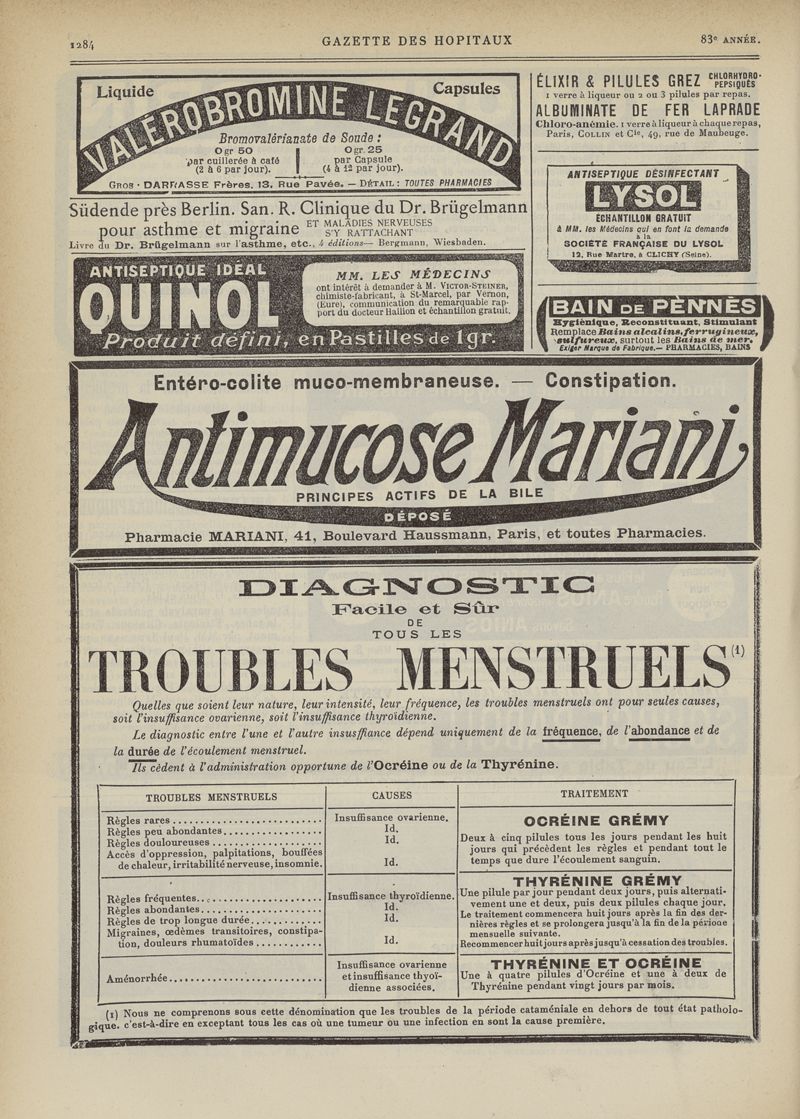 1284
GAZETTE DES HOPITAUX
83e ANNÉE.
Liquide
Capsules
VALÉROBROMINE LEGRAND
Bromovalérianate de Soude :
0 gr 50
par cuillerée à café
(2 à 6 par jour).
0 gr. 25
par Capsule
(4 à 12 par jour).
GROS · DARRASSE Frères, 13, Rue Pavée. — DÉTAIL : TOUTES PHARMACIES
Südende près Berlin. San. R. Clinique du Dr. Brügelmann
pour asthme et migraine ET MALADIES NERVEUSES
S'Y RATTACHANT
Livre du Dr. Brügelmann sur l'asthme, etc., 4 éditions— Bergmann, Wiesbaden.
ANTISEPTIQUE IDÉAL
QUINOL
MM. LES MÉDECINS
ont intérêt à demander à M. VICTOR-STEINER,
chimiste-fabricant, à St-Marcel, par Vernon,
(Eure), communication du remarquable rap-
port du docteur Hallion et échantillon gratuit.
Produit défini, en Pastilles de 1gr.
ÉLIXIR & PILULES GREZ CHLORHYDRO-
PEPSIQUES
1 verre à liqueur ou 2 ou 3 pilules par repas.
ALBUMINATE DE FER LAPRADE
Chloro-anémie. 1 verre à liqueur à chaque repas,
Paris, COLLIN et Cie, 49, rue de Maubeuge.
ANTISEPTIQUE DÉSINFECTANT
LYSOL
ÉCHANTILLON GRATUIT
à MM. les Médecins qui en font la demande
à la
SOCIÉTÉ FRANÇAISE DU LYSOL
12, Rue Martre, à CLICHY (Seine).
BAIN DE PENNÈS
Hygiénique, Reconstituant, Stimulant
Remplace Bains alcalins, ferrugineux,
sulfureux, surtout les Bains de mer.
Exiger Marque de Fabrique.— PHARMACIES, BAINS
Entéro-colite muco-membraneuse. — Constipation.
Antimucose Mariani
PRINCIPES ACTIFS DE LA BILE
DÉPOSÉ
Pharmacie MARIANI, 41, Boulevard Haussmann, Paris, et toutes Pharmacies.
DIAGNOSTIC
Facile et Sûr
DE
TOUS LES
TROUBLES MENSTRUELS (1)
Quelles que soient leur nature, leur intensité, leur fréquence, les troubles menstruels ont pour seules causes,
soit l'insuffisance ovarienne, soit l'insuffisance thyroïdienne.
Le diagnostic entre l'une et l'autre insusffiance dépend uniquement de la fréquence, de l'abondance et de
la durée de l'écoulement menstruel.
Ils cèdent à l'administration opportune de l'Ocréine ou de la Thyrénine.
TROUBLES MENSTRUELS
CAUSES
TRAITEMENT
Règles rares
Règles peu abondantes
Règles douloureuses
Accès d'oppression, palpitations, bouffées
de chaleur, irritabilité nerveuse, insomnie.
Insuffisance ovarienne.
Id.
Id.
Id.
OCRÉINE GRÉMY
Deux à cinq pilules tous les jours pendant les huit
jours qui précèdent les règles et pendant tout le
temps que dure l'écoulement sanguin.
Règles fréquentes
Règles abondantes
Règles de trop longue durée
Migraines, œdèmes transitoires, constipa-
tion, douleurs rhumatoïdes
Insuffisance thyroïdienne.
Id.
Id.
Id.
THYRÉNINE GRÉMY
Une pilule par jour pendant deux jours, puis alternati-
vement une et deux, puis deux pilules chaque jour.
Le traitement commencera huit jours après la fin des der-
nières règles et se prolongera jusqu'à la fin de la période
mensuelle suivante.
Recommencer huit jours après jusqu'à cessation des troubles.
Aménorrhée
Insuffisance ovarienne
et insuffisance thyoï-
dienne associées.
THYRÉNINE ET OCRÉINE
Une à quatre pilules d'Ocréine et une à deux de
Thyrénine pendant vingt jours par mois.
(1) Nous ne comprenons sous cette dénomination que les troubles de la période cataméniale en dehors de tout état patholo-
gique. c'est-à-dire en exceptant tous les cas où une tumeur ou une infection en sont la cause première.